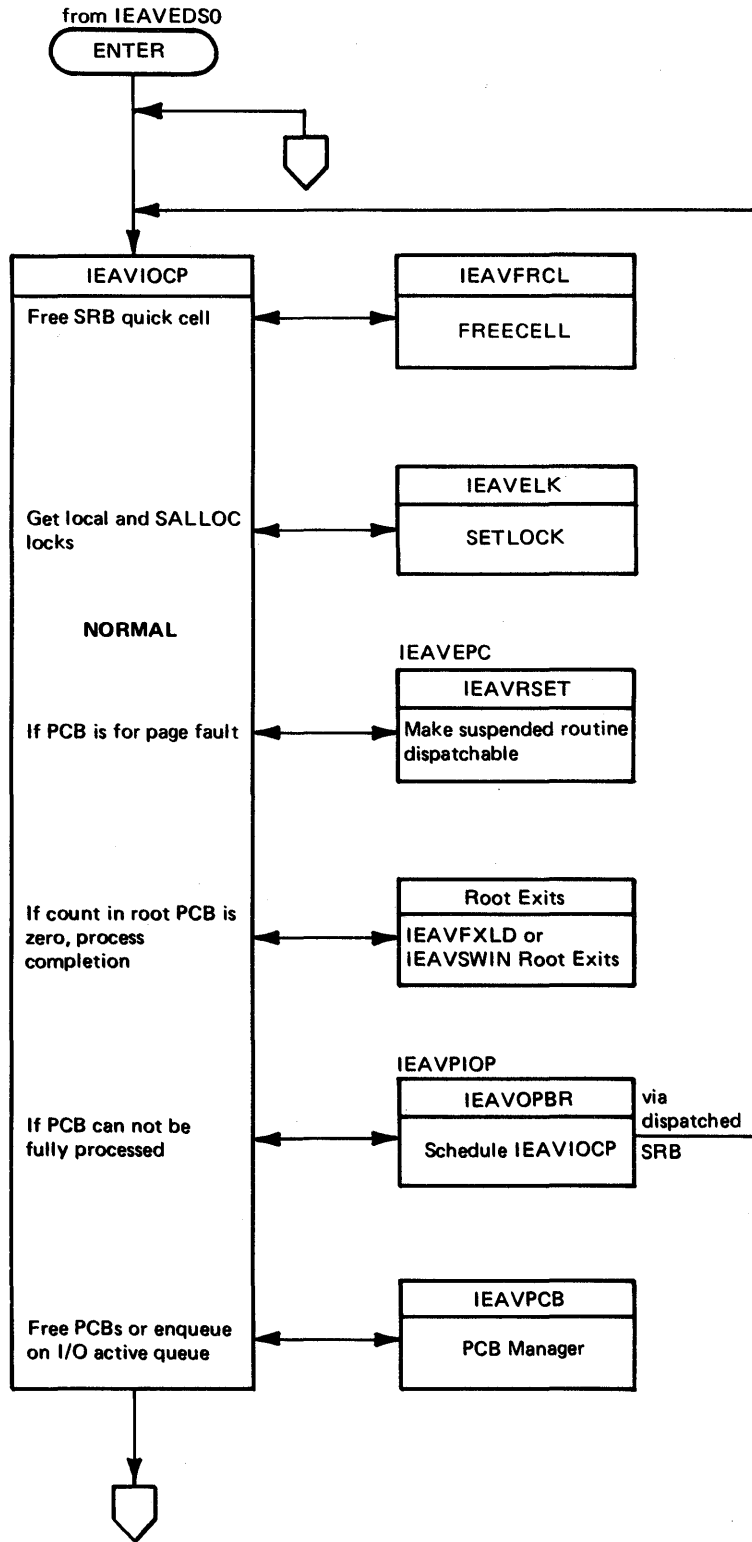 from IEAVEDS0
ENTER
IEAVIOCP
Free SRB quick cell
IEAVFRCL
FREECELL
Get local and SALLOC
locks
IEAVELK
SETLOCK
NORMAL
IEAVEPC
IEAVRSET
If PCB is for page fault
Make suspended routine
dispatchable
If count in root PCB is
zero, process
completion
Root Exits
IEAVFXLD or
IEAVSWIN Root Exits
IEAVPIOP
IEAVOPBR
via
dispatched
SRB
If PCB can not be
fully processed
Schedule IEAVIOCP
IEAVPCB
Free PCBs or enqueue
on I/O active queue
PCB Manager